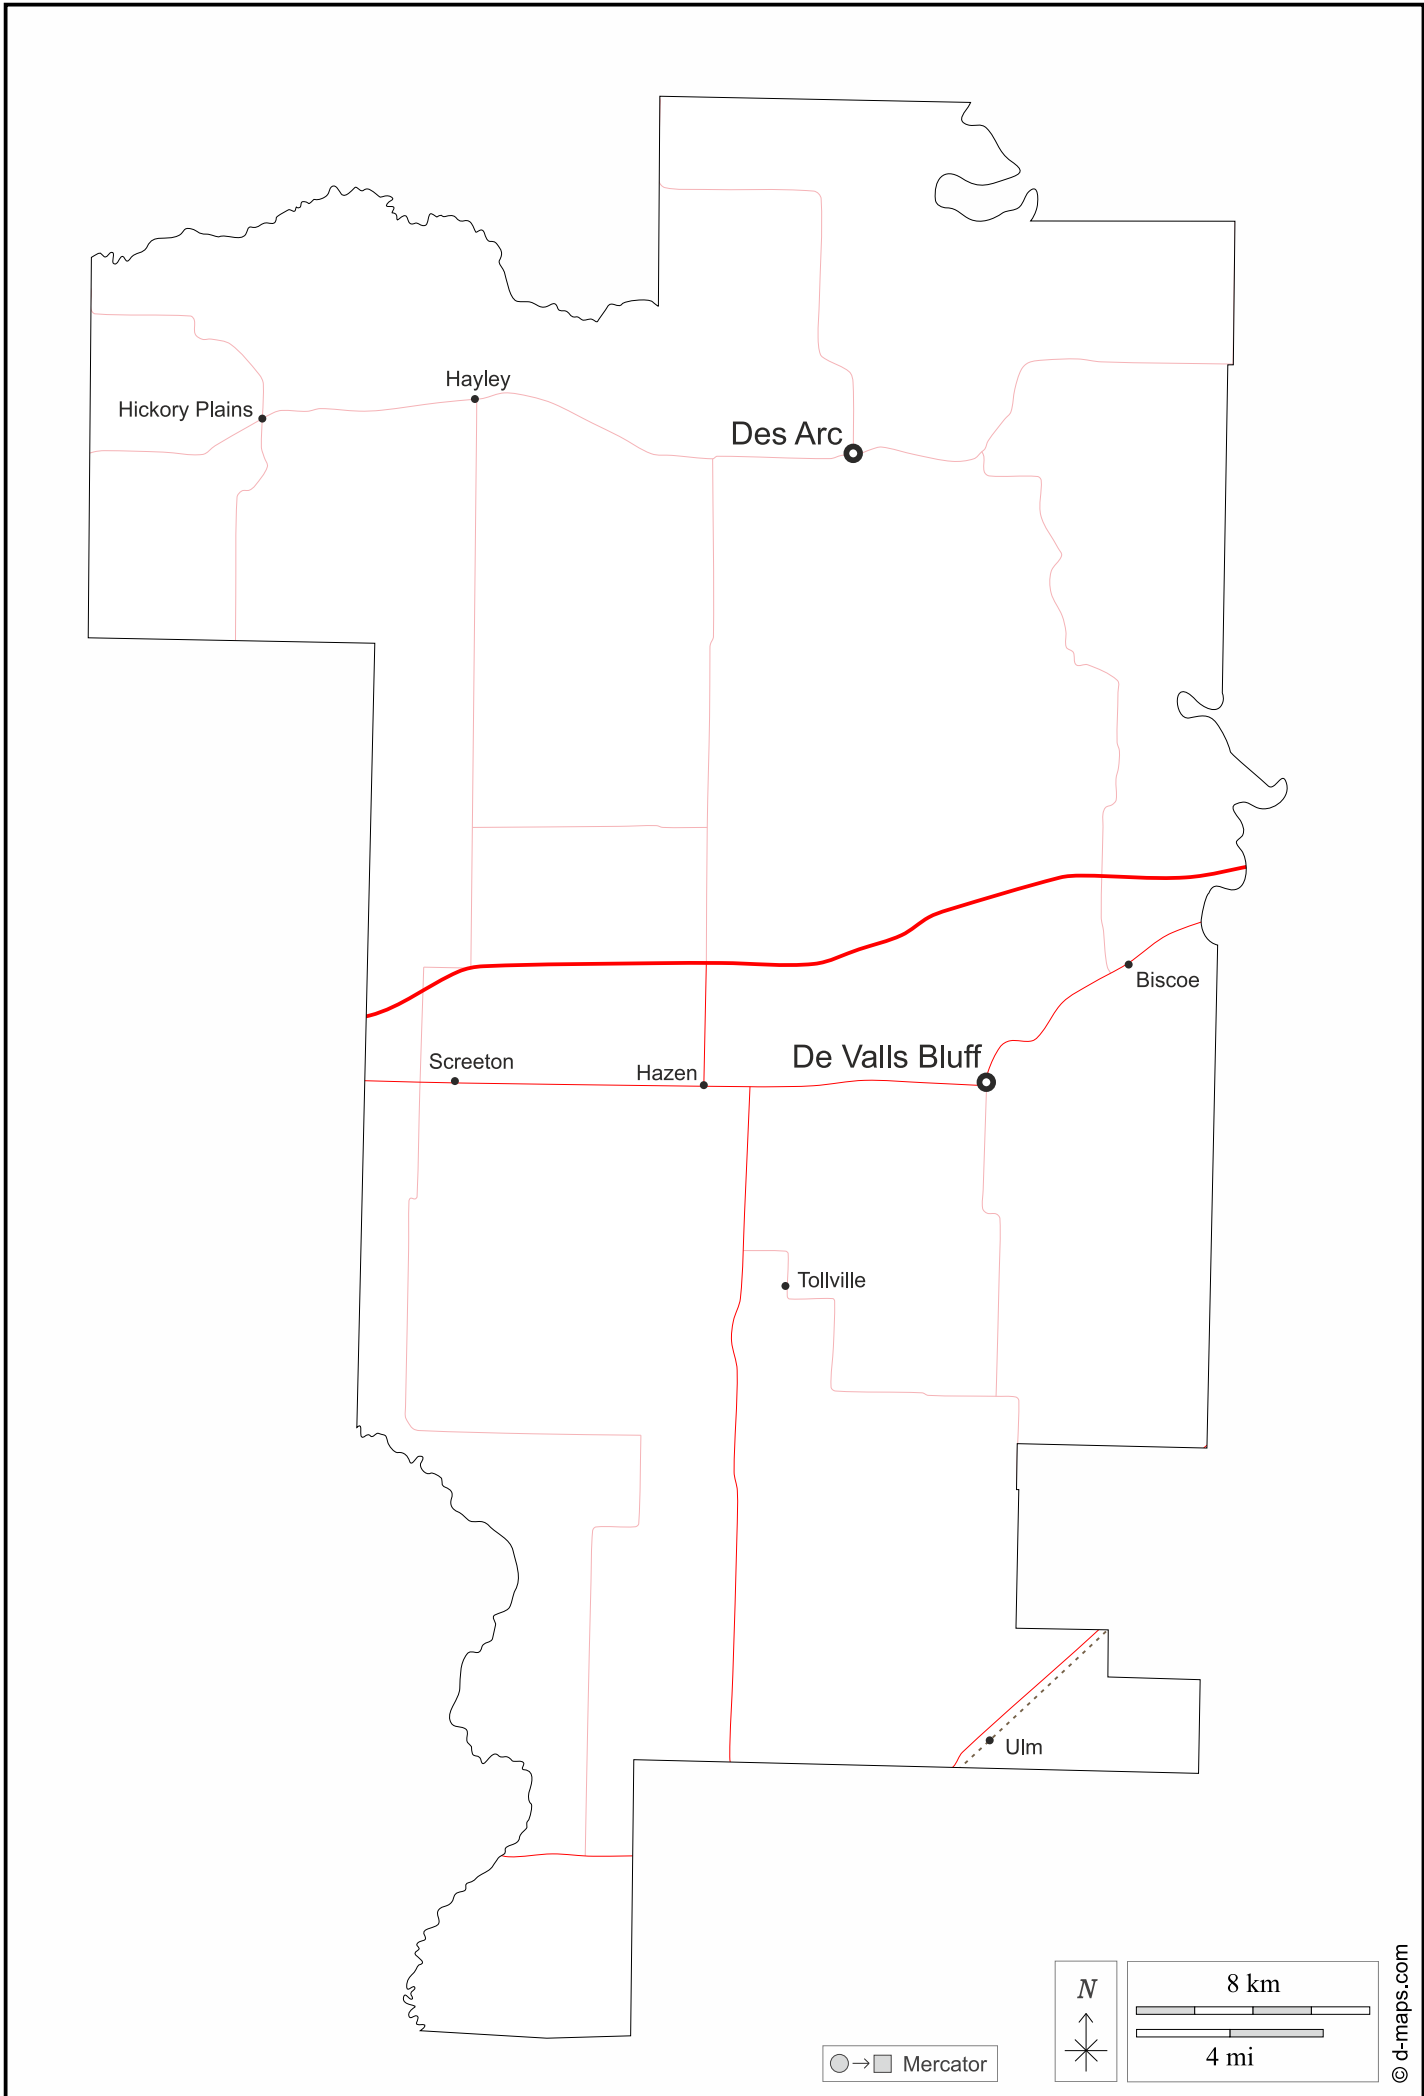 Hayley
Hickory Plains
Des Arc
Biscoe
De Valls Bluff
Screeton
Hazen
Tollville
Ulm
N
8 km
4 mi
Mercator
© d-maps.com